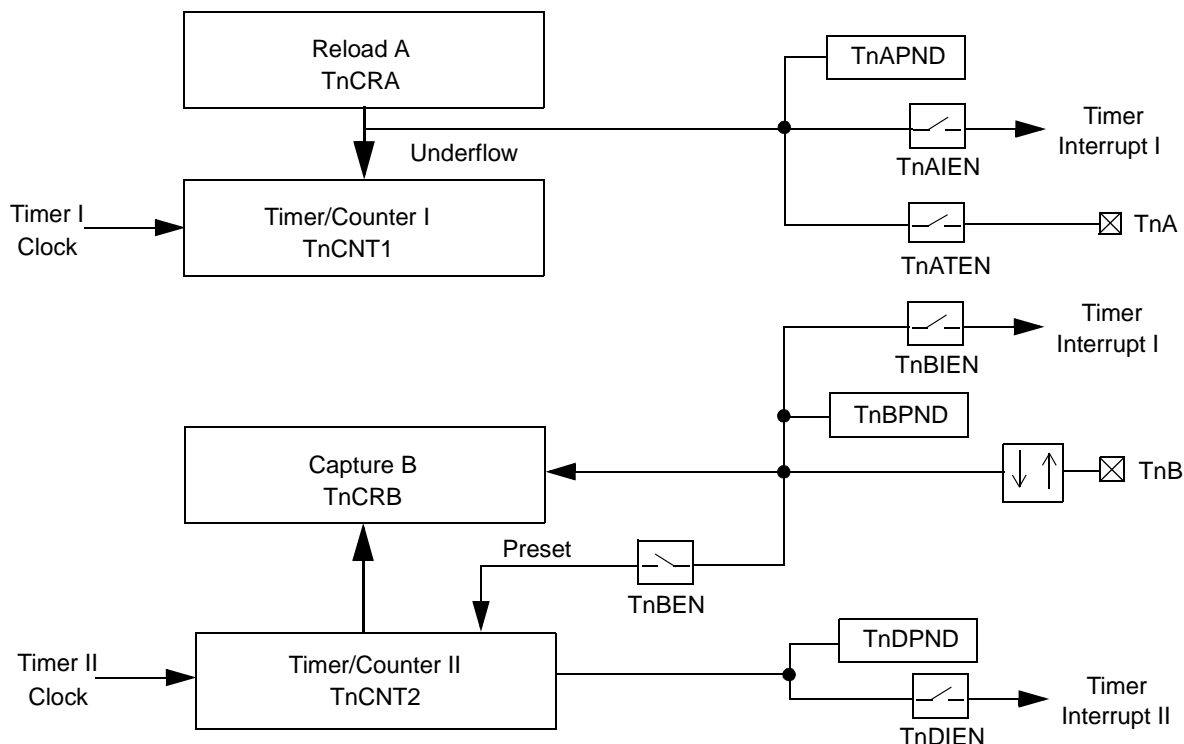 Reload A
TnCRA
TnAPND
Timer
Interrupt I
Underflow
TnAIEN
Timer I
Clock
Timer/Counter I
TnCNT1
TnA
TnATEN
Timer
Interrupt I
TnBIEN
TnBPND
Capture B
TnCRB
TnB
Preset
TnBEN
TnDPND
Timer II
Clock
Timer/Counter II
TnCNT2
Timer
Interrupt II
TnDIEN